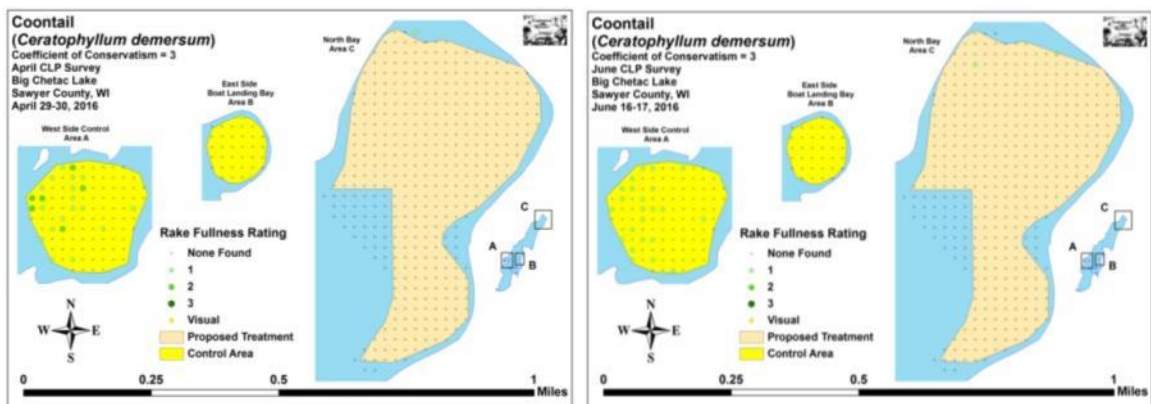 Coontail
(Ceratophyllum demersum)
Coefficient of Conservatism = 3
April CLP Survey
Big Chetac Lake
Sawyer County, WI
April 29-30, 2016
North Bay
Area C
East Side
Boat Landing Bay
Area B
West Side Control
Area A
C
A
B
Rake Fullness Rating
None Found
1
2
3
Visual
Proposed Treatment
Control Area
N
W E
S
0 0.25 0.5 1
Miles
Coontail
(Ceratophyllum demersum)
Coefficient of Conservatism = 3
June CLP Survey
Big Chetac Lake
Sawyer County, WI
June 16-17, 2016
North Bay
Area C
East Side
Boat Landing Bay
Area B
West Side Control
Area A
C
A
B
Rake Fullness Rating
None Found
1
2
3
Visual
Proposed Treatment
Control Area
N
W E
S
0 0.25 0.5 1
Miles